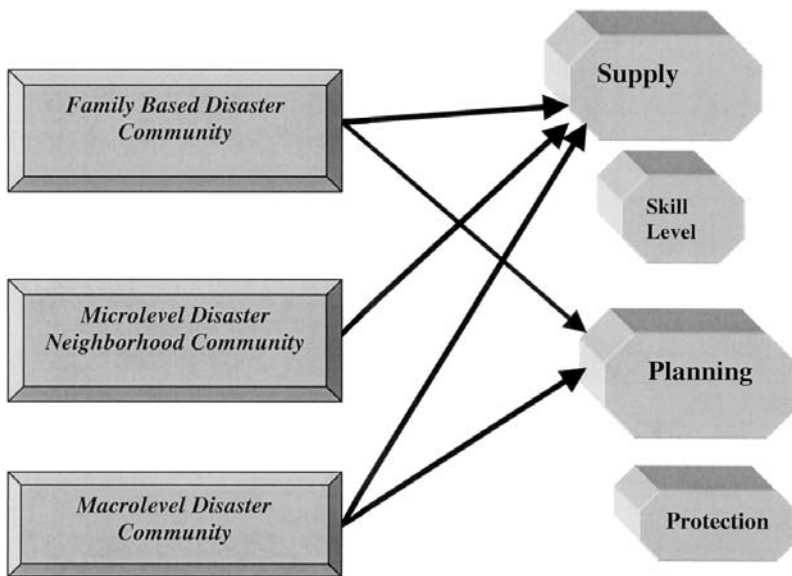 Family Based Disaster
Community
Microlevel Disaster
Neighborhood Community
Macrolevel Disaster
Community
Supply
Skill
Level
Planning
Protection